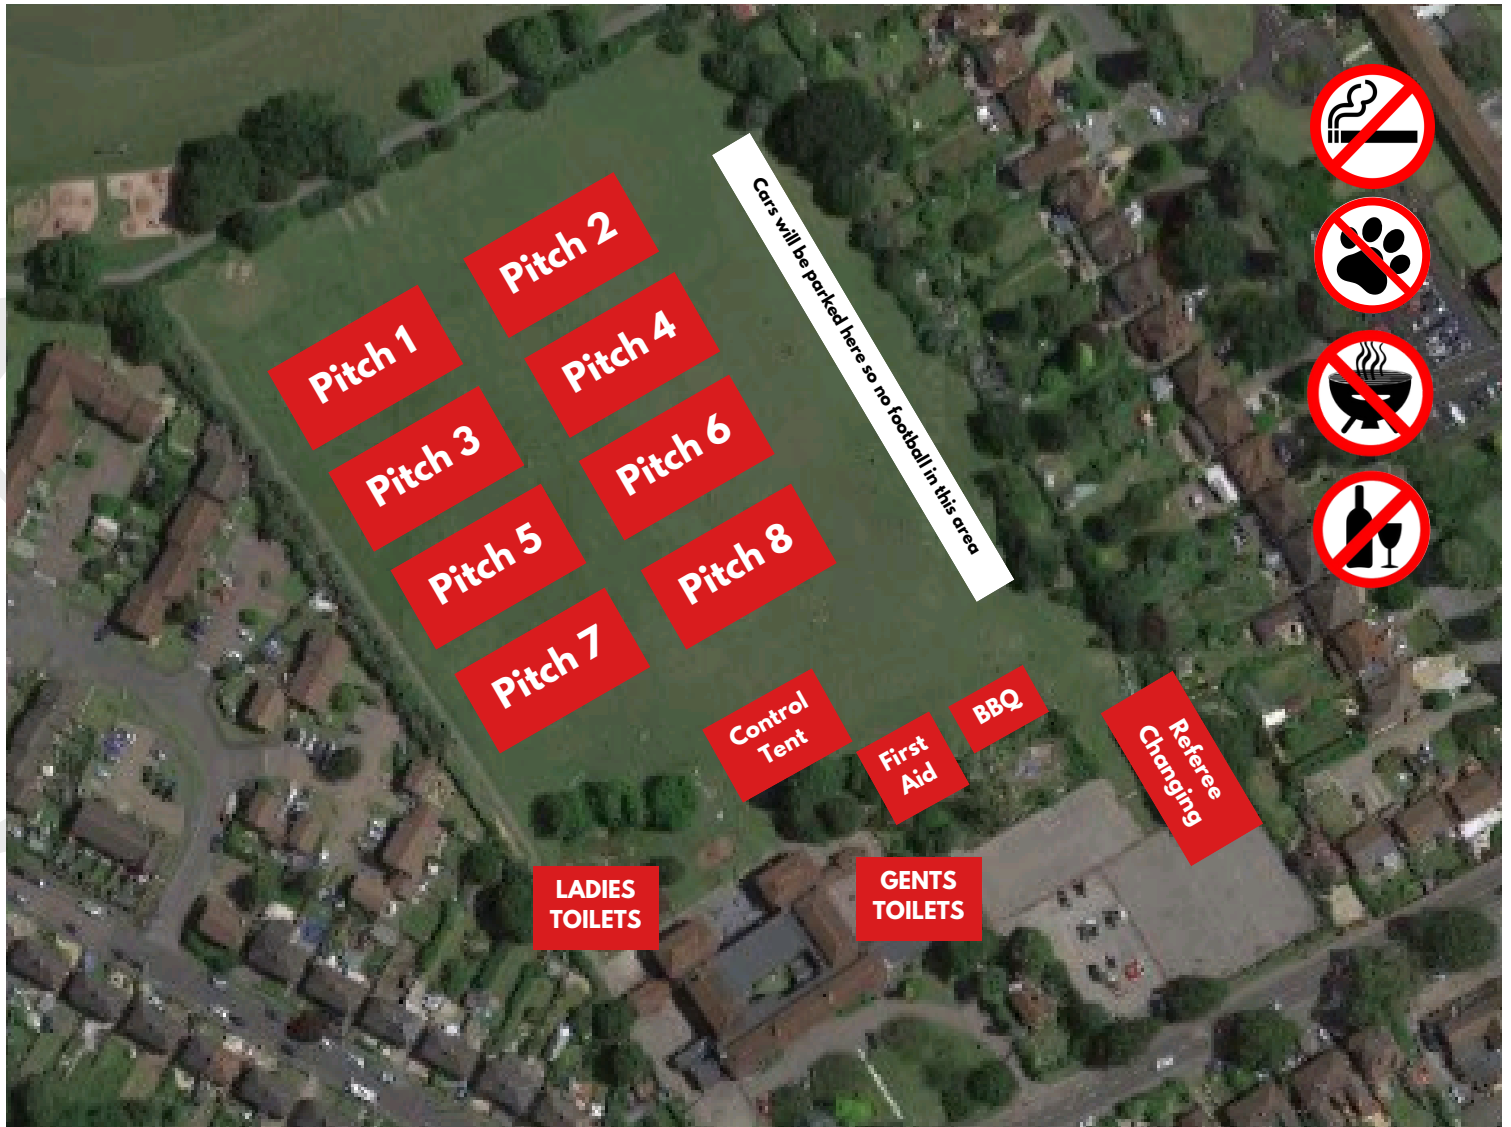 Pitch 1
Pitch 2
Pitch 3
Pitch 4
Pitch 5
Pitch 6
Pitch 7
Pitch 8
Cars will be parked here so no football in this area
Control
Tent
First
Aid
BBQ
Referee
Changing
LADIES
TOILETS
GENTS
TOILETS